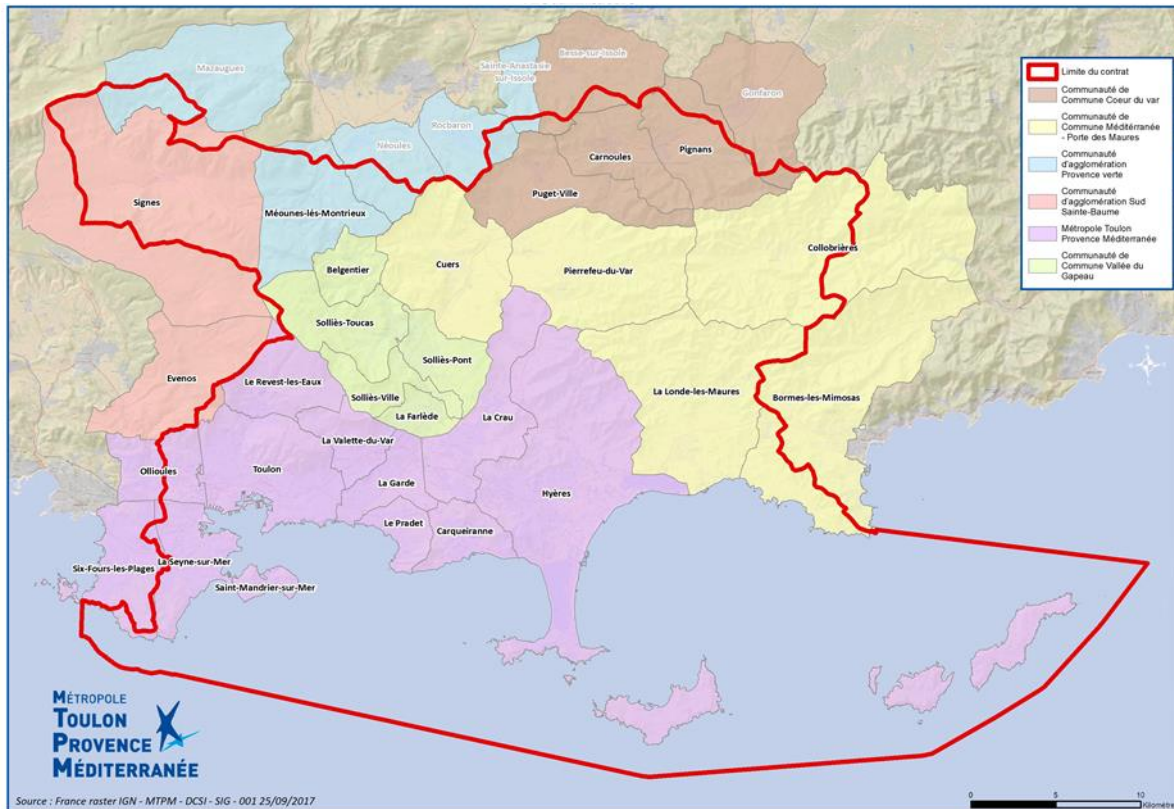 Mazaugues
Besse-sur-Issole
Sainte-Anastasie
sur-Issole
Gonfaron
Rocbaron
Néoules
Carnoules
Pignans
Signes
Puget-Ville
Méounes-lés-Montrieux
Collobrières
Cuers
Belgentier
Pierrefeu-du-Var
Solliès-Toucas
Solliès-Pont
Evenos
Le Revest-les-Eaux
Solliès-Ville
La Londe-les-Maures
Bormes-les-Mimosas
La Farlède
La Crau
La Valette-du-Var
Ollioules
Toulon
La Garde
Hyères
Le Pradet
Carqueiranne
Six-Fours-les-Plages
La Seyne-sur-Mer
Saint-Mandrier-sur-Mer
Limite du contrat
Communauté de
Commune Coeur du var
Communauté de
Commune Méditérranée
- Porte des Maures
Communauté
d'agglomération
Provence verte
Communauté
d'agglomération Sud
Sainte-Baume
Métropole Toulon
Provence Méditerranée
Communauté de
Commune Vallée du
Gapeau
MÉTROPOLE
TOULON
PROVENCE
MÉDITERRANÉE
Source : France raster IGN - MTPM - DCSI - SIG - 001 25/09/2017
0 5 10
Kilomètre